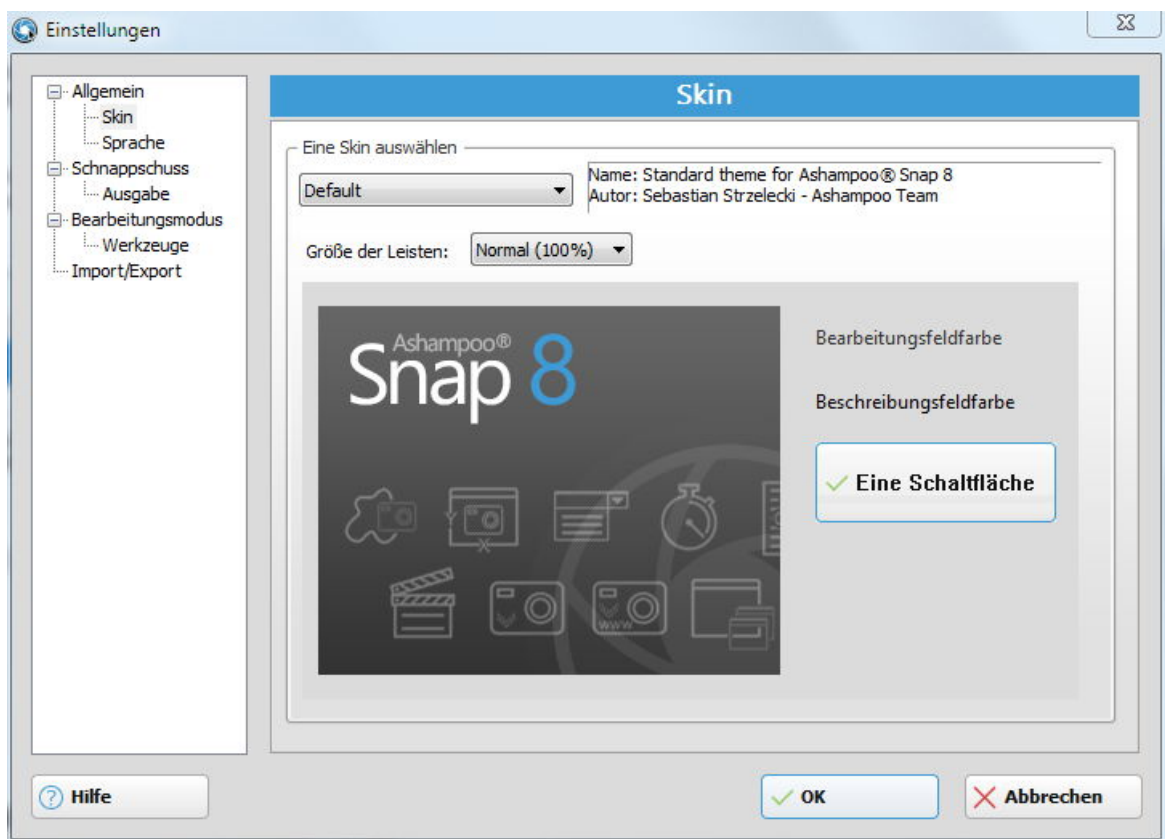 Einstellungen
Allgemein
Skin
Sprache
Schnappschuss
Ausgabe
Bearbeitungsmodus
Werkzeuge
Import/Export
Skin
Eine Skin auswählen
Default
Name: Standard theme for Ashampoo® Snap 8
Autor: Sebastian Strzelecki - Ashampoo Team
Größe der Leisten:
Normal (100%)
Ashampoo®
Snap 8
Y
X
www
Bearbeitungsfeldfarbe
Beschreibungsfeldfarbe
Eine Schaltfläche
? Hilfe
OK
Abbrechen